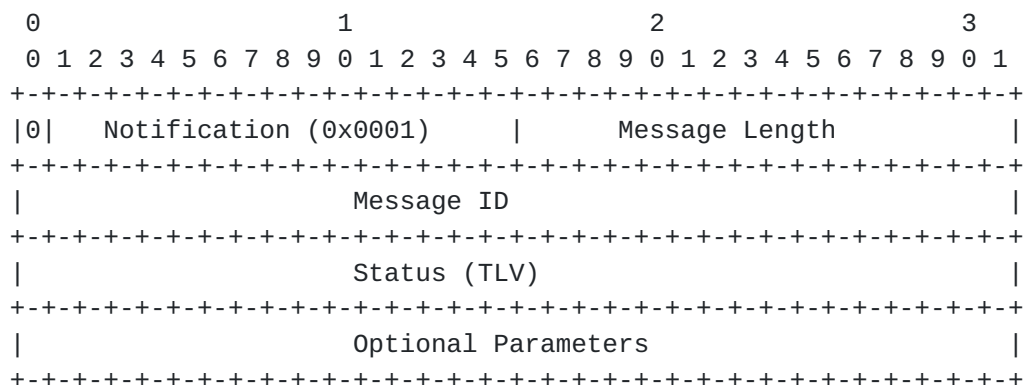 0                   1                   2                   3
 0 1 2 3 4 5 6 7 8 9 0 1 2 3 4 5 6 7 8 9 0 1 2 3 4 5 6 7 8 9 0 1
+-+-+-+-+-+-+-+-+-+-+-+-+-+-+-+-+-+-+-+-+-+-+-+-+-+-+-+-+-+-+-+-+
|0|   Notification (0x0001)     |      Message Length           |
+-+-+-+-+-+-+-+-+-+-+-+-+-+-+-+-+-+-+-+-+-+-+-+-+-+-+-+-+-+-+-+-+
|                     Message ID                                |
+-+-+-+-+-+-+-+-+-+-+-+-+-+-+-+-+-+-+-+-+-+-+-+-+-+-+-+-+-+-+-+-+
|                     Status (TLV)                              |
+-+-+-+-+-+-+-+-+-+-+-+-+-+-+-+-+-+-+-+-+-+-+-+-+-+-+-+-+-+-+-+-+
|                     Optional Parameters                       |
+-+-+-+-+-+-+-+-+-+-+-+-+-+-+-+-+-+-+-+-+-+-+-+-+-+-+-+-+-+-+-+-+